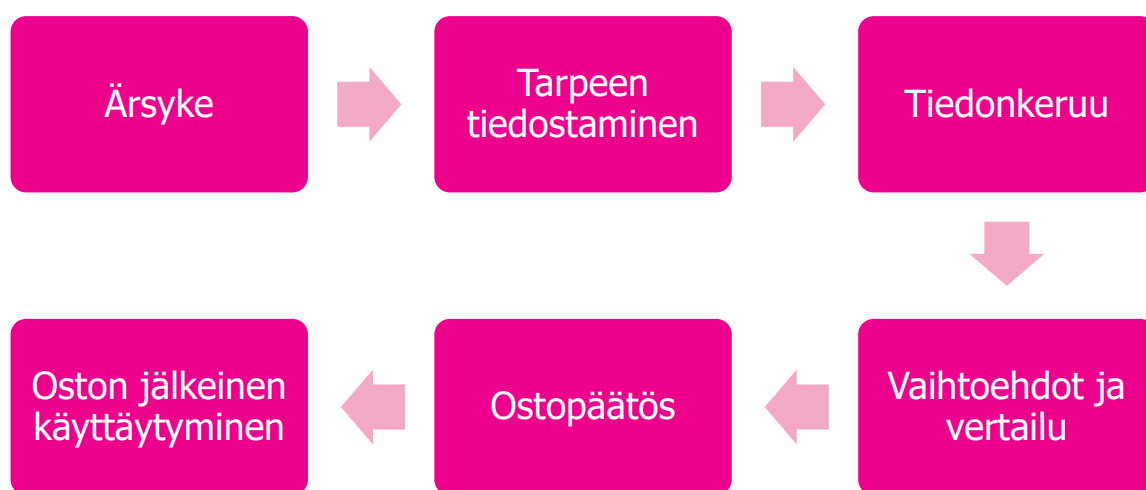 Ärsyke
Tarpeen
tiedostaminen
Tiedonkeruu
Vaihtoehdot ja
vertailu
Ostopäätös
Oston jälkeinen
käyttäytyminen